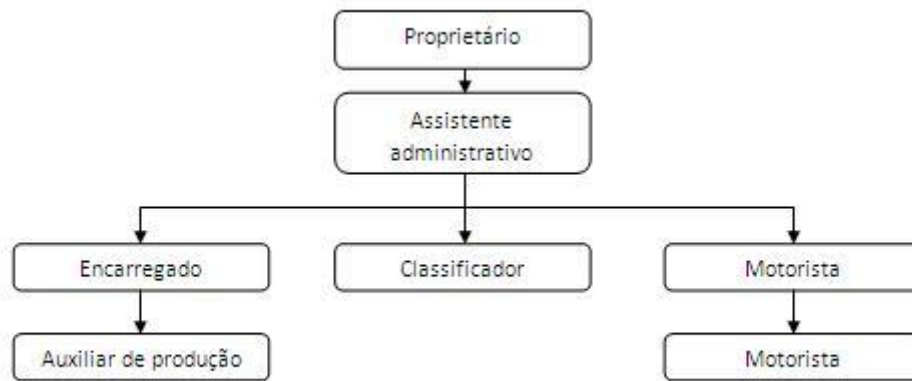 Proprietário
Assistente
administrativo
Encarregado
Classificador
Motorista
Auxiliar de produção
Motorista